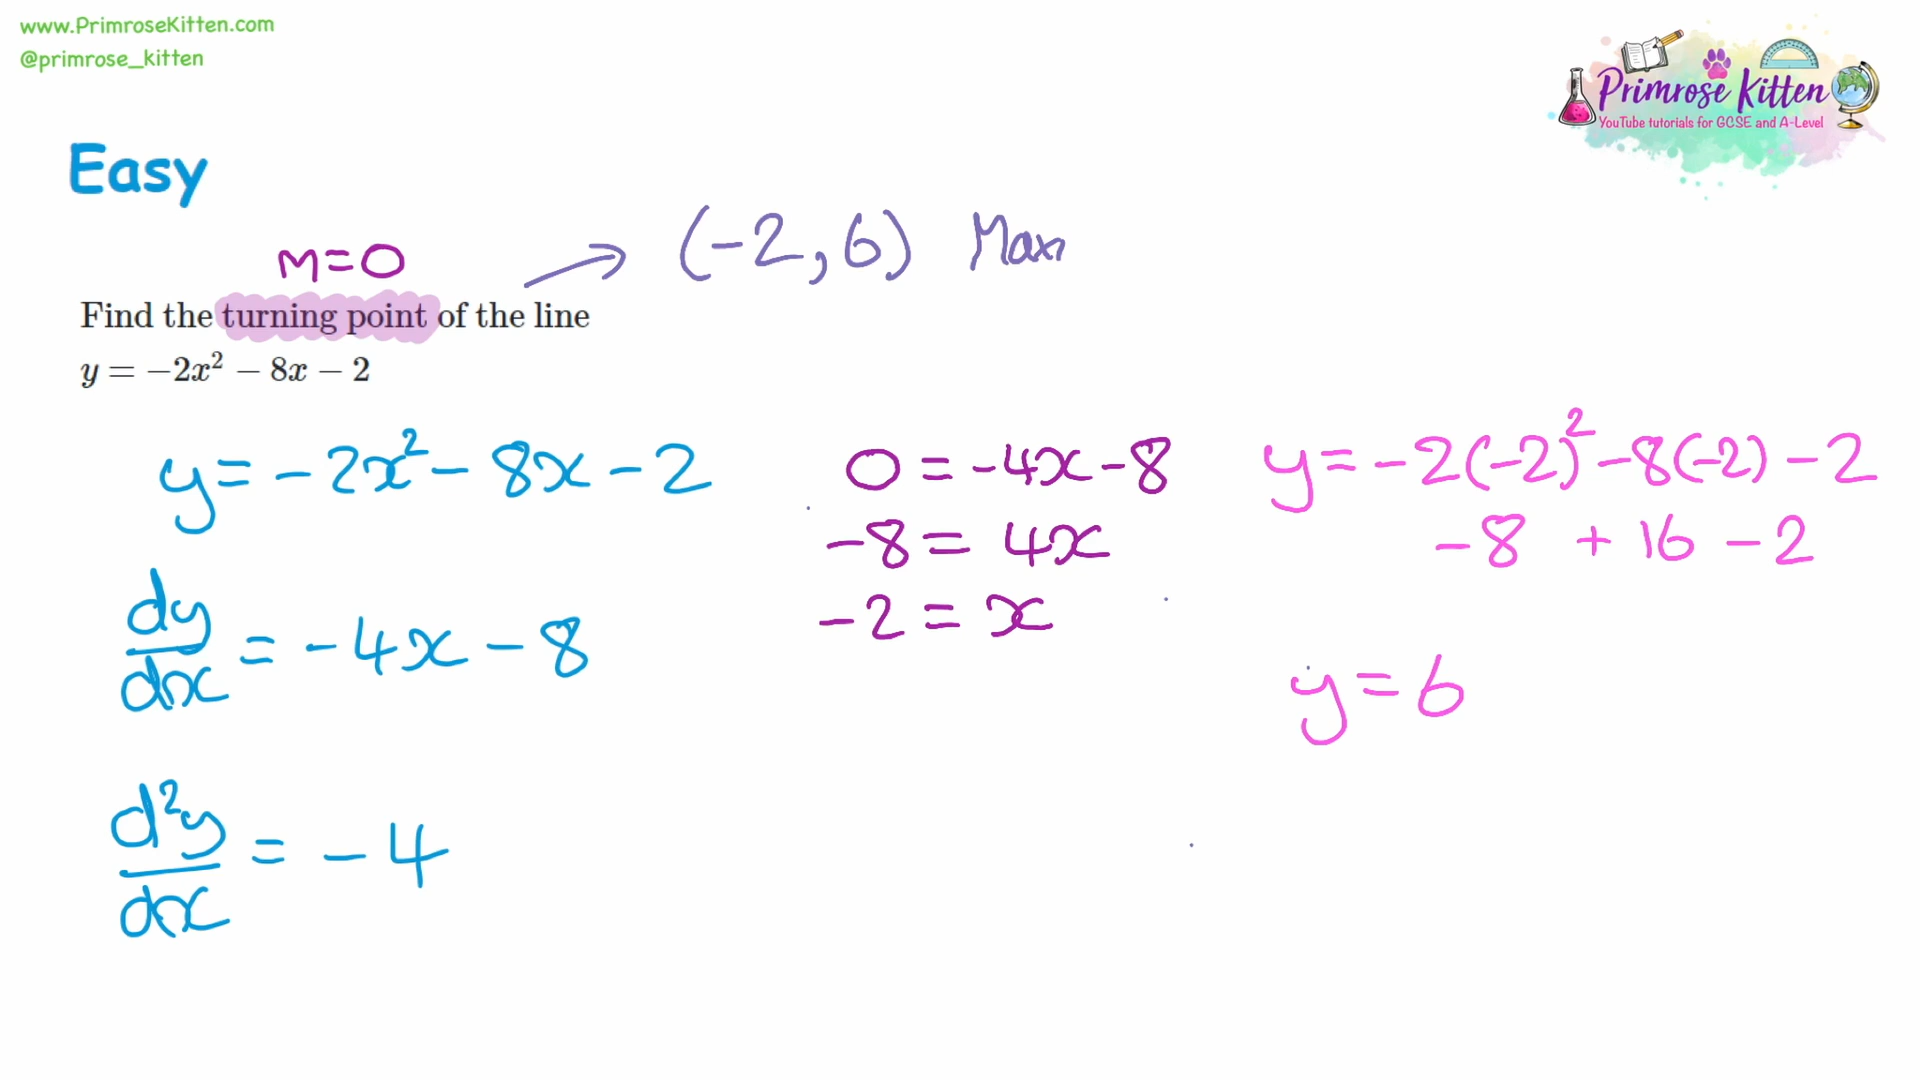 www.PrimroseKitten.com
@primrose_kitten
Primrose Kitten
YouTube tutorials for GCSE and A-Level
Easy
m=0
(-2,6) Max
Find the turning point of the line
y = −2x² − 8x − 2
y = -2x² - 8x - 2
dy/dx = -4x - 8
d²y/dx = -4
0 = -4x - 8
-8 = 4x
-2 = x
y = -2(-2)² - 8(-2) - 2
-8 + 16 - 2
y = 6